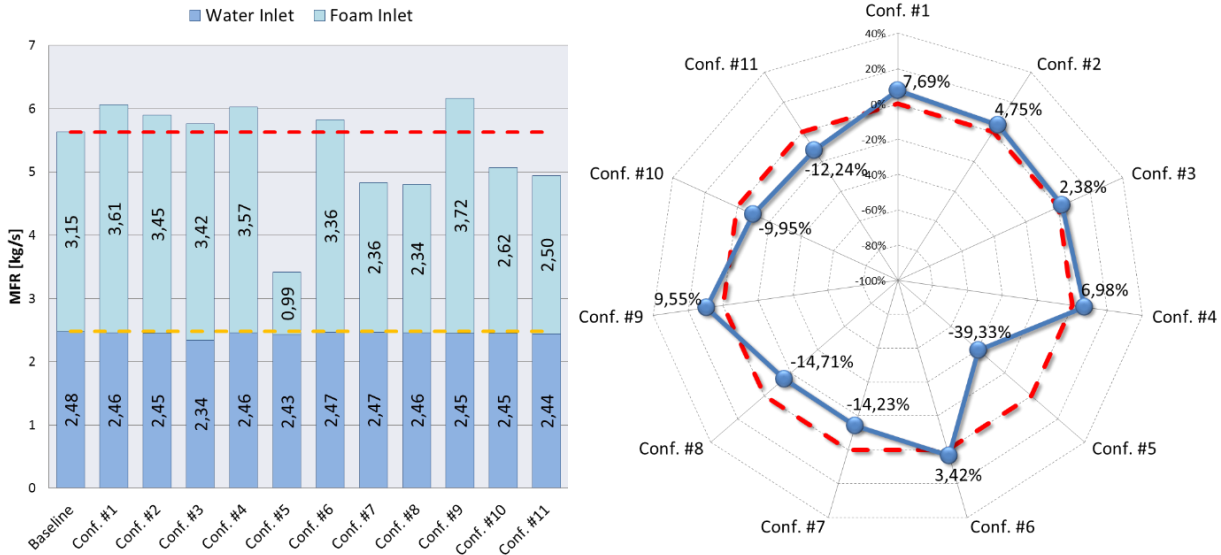 Water Inlet Foam Inlet
MFR [kg/s]
7
6
5
4
3
2
1
0
3,15 3,61 3,45 3,42 3,57 0,99 3,36 2,36 2,34 3,72 2,62 2,50
2,48 2,46 2,45 2,34 2,46 2,43 2,47 2,47 2,46 2,45 2,45 2,44
Baseline Conf. #1 Conf. #2 Conf. #3 Conf. #4 Conf. #5 Conf. #6 Conf. #7 Conf. #8 Conf. #9 Conf. #10 Conf. #11
Conf. #1
Conf. #2
Conf. #3
Conf. #4
Conf. #5
Conf. #6
Conf. #7
Conf. #8
Conf. #9
Conf. #10
Conf. #11
40%
20%
0%
-20%
-40%
-60%
-80%
-100%
7,69%
4,75%
2,38%
6,98%
-39,33%
3,42%
-14,23%
-14,71%
9,55%
-9,95%
-12,24%